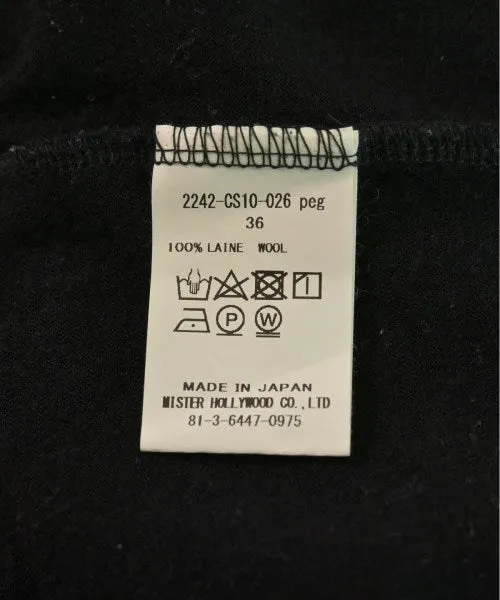 2242-CS10-026 peg
36
100% LAINE WOOL
P W
MADE IN JAPAN
MISTER HOLLYWOOD CO.,LTD
81-3-6447-0975